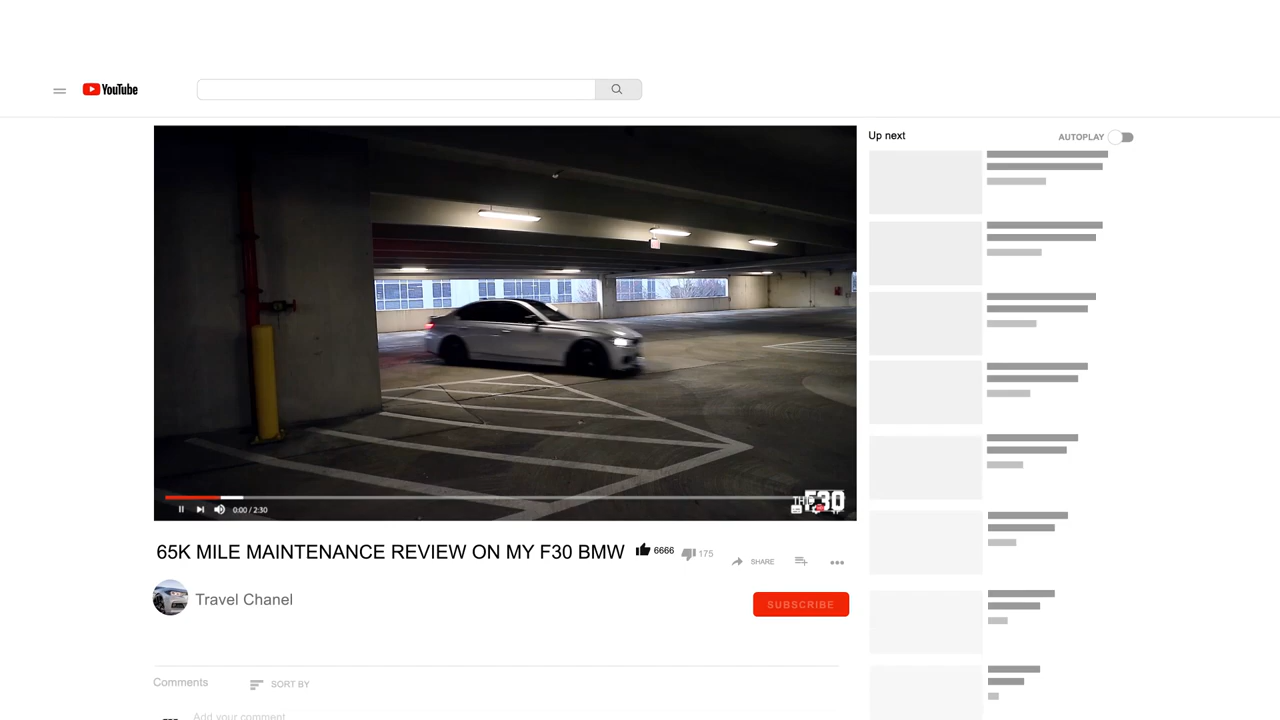 YouTube
Up next
AUTOPLAY
THE F30
0:00 / 2:30
65K MILE MAINTENANCE REVIEW ON MY F30 BMW
6666
175
SHARE
Travel Chanel
SUBSCRIBE
Comments
SORT BY
Add your comment